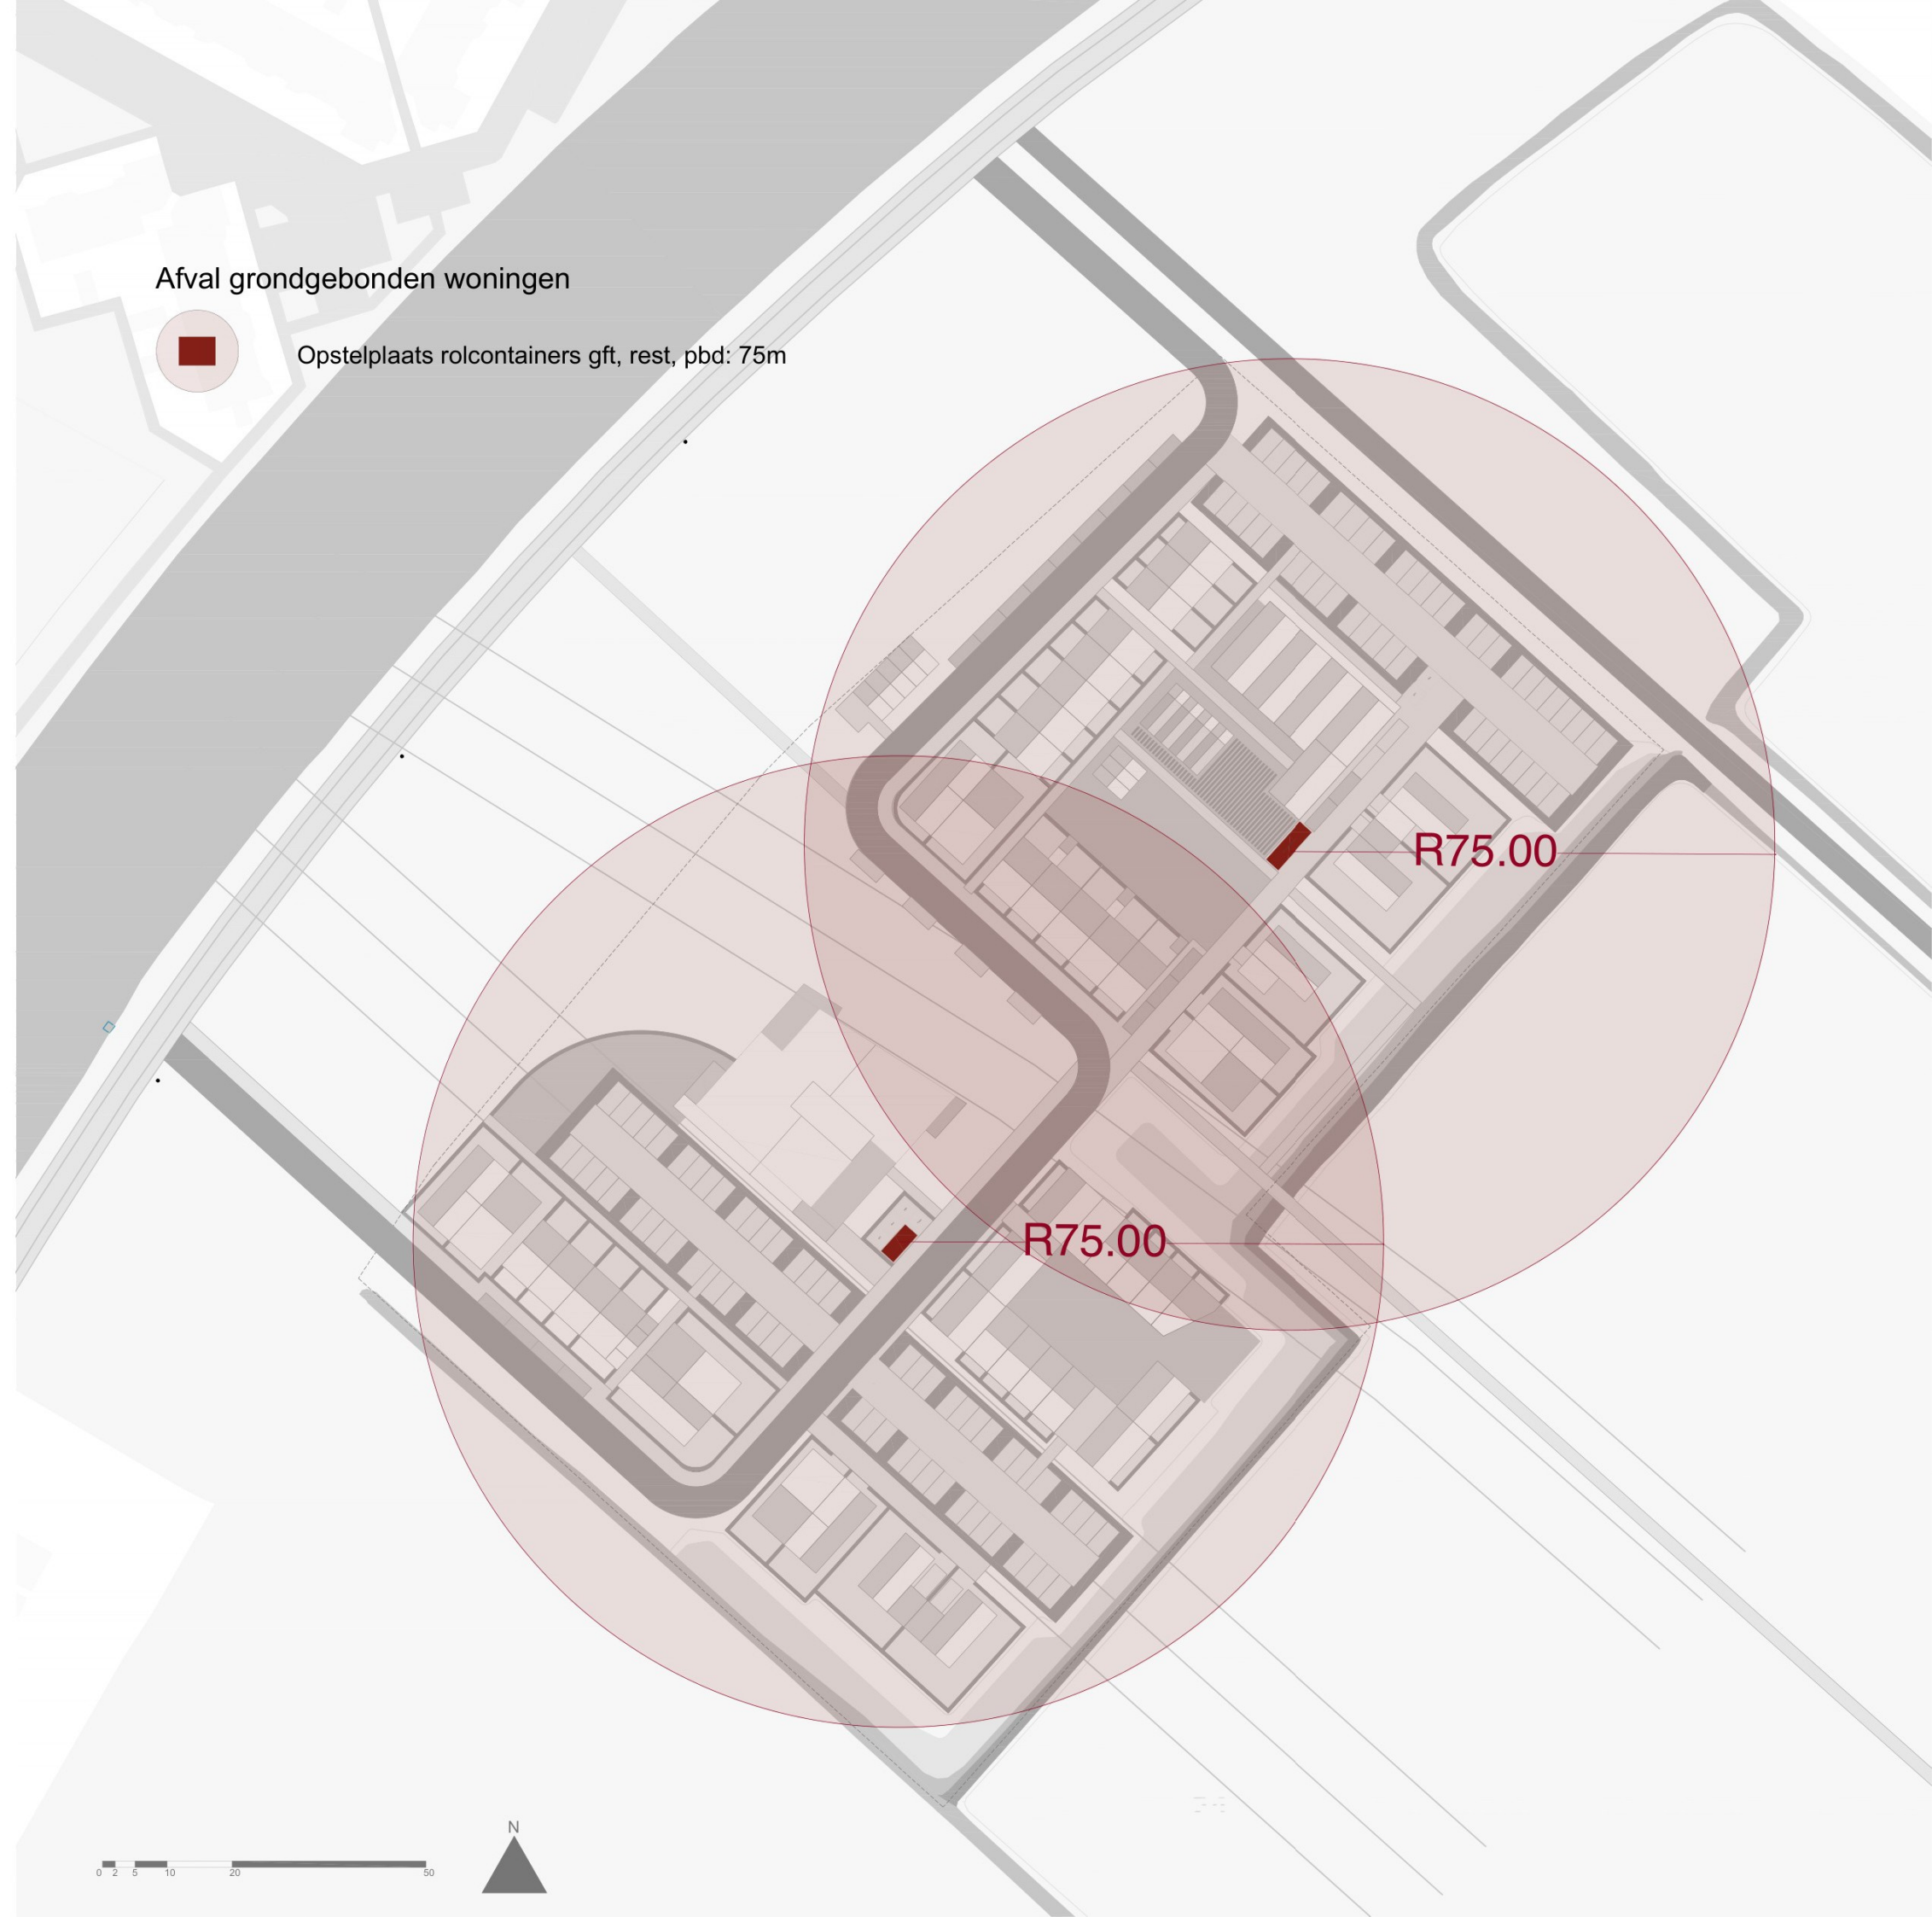 Afval grondgebonden woningen
Opstelplaats rolcontainers gft, rest, pbd: 75m
R75.00
R75.00
N
0 2 5 10 20 50